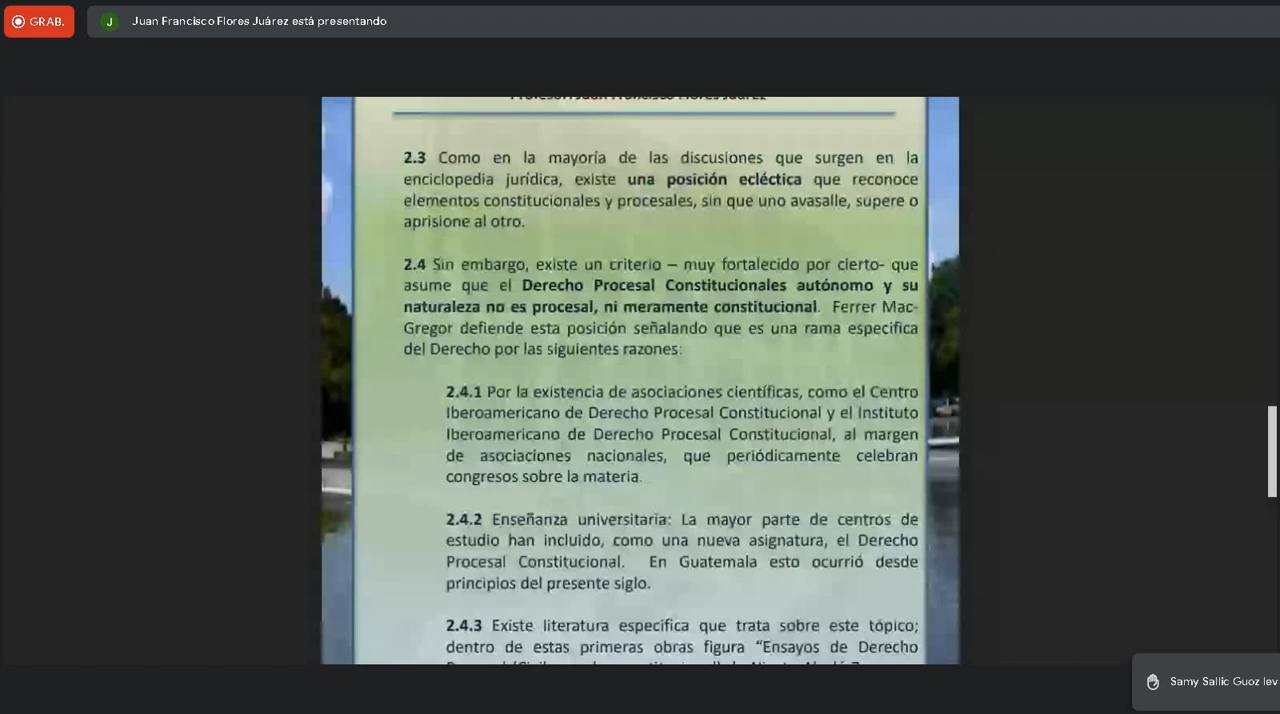 GRAB.
J Juan Francisco Flores Juárez está presentando
Profesor: Juan Francisco Flores Juárez
2.3 Como en la mayoría de las discusiones que surgen en la
enciclopedia jurídica, existe una posición ecléctica que reconoce
elementos constitucionales y procesales, sin que uno avasalle, supere o
aprisione al otro.
2.4 Sin embargo, existe un criterio – muy fortalecido por cierto- que
asume que el Derecho Procesal Constitucionales autónomo y su
naturaleza no es procesal, ni meramente constitucional. Ferrer Mac-
Gregor defiende esta posición señalando que es una rama especifica
del Derecho por las siguientes razones:
2.4.1 Por la existencia de asociaciones científicas, como el Centro
Iberoamericano de Derecho Procesal Constitucional y el Instituto
Iberoamericano de Derecho Procesal Constitucional, al margen
de asociaciones nacionales, que periódicamente celebran
congresos sobre la materia.
2.4.2 Enseñanza universitaria: La mayor parte de centros de
estudio han incluido, como una nueva asignatura, el Derecho
Procesal Constitucional. En Guatemala esto ocurrió desde
principios del presente siglo.
2.4.3 Existe literatura especifica que trata sobre este tópico;
dentro de estas primeras obras figura “Ensayos de Derecho
Samy Sallic Guoz lev